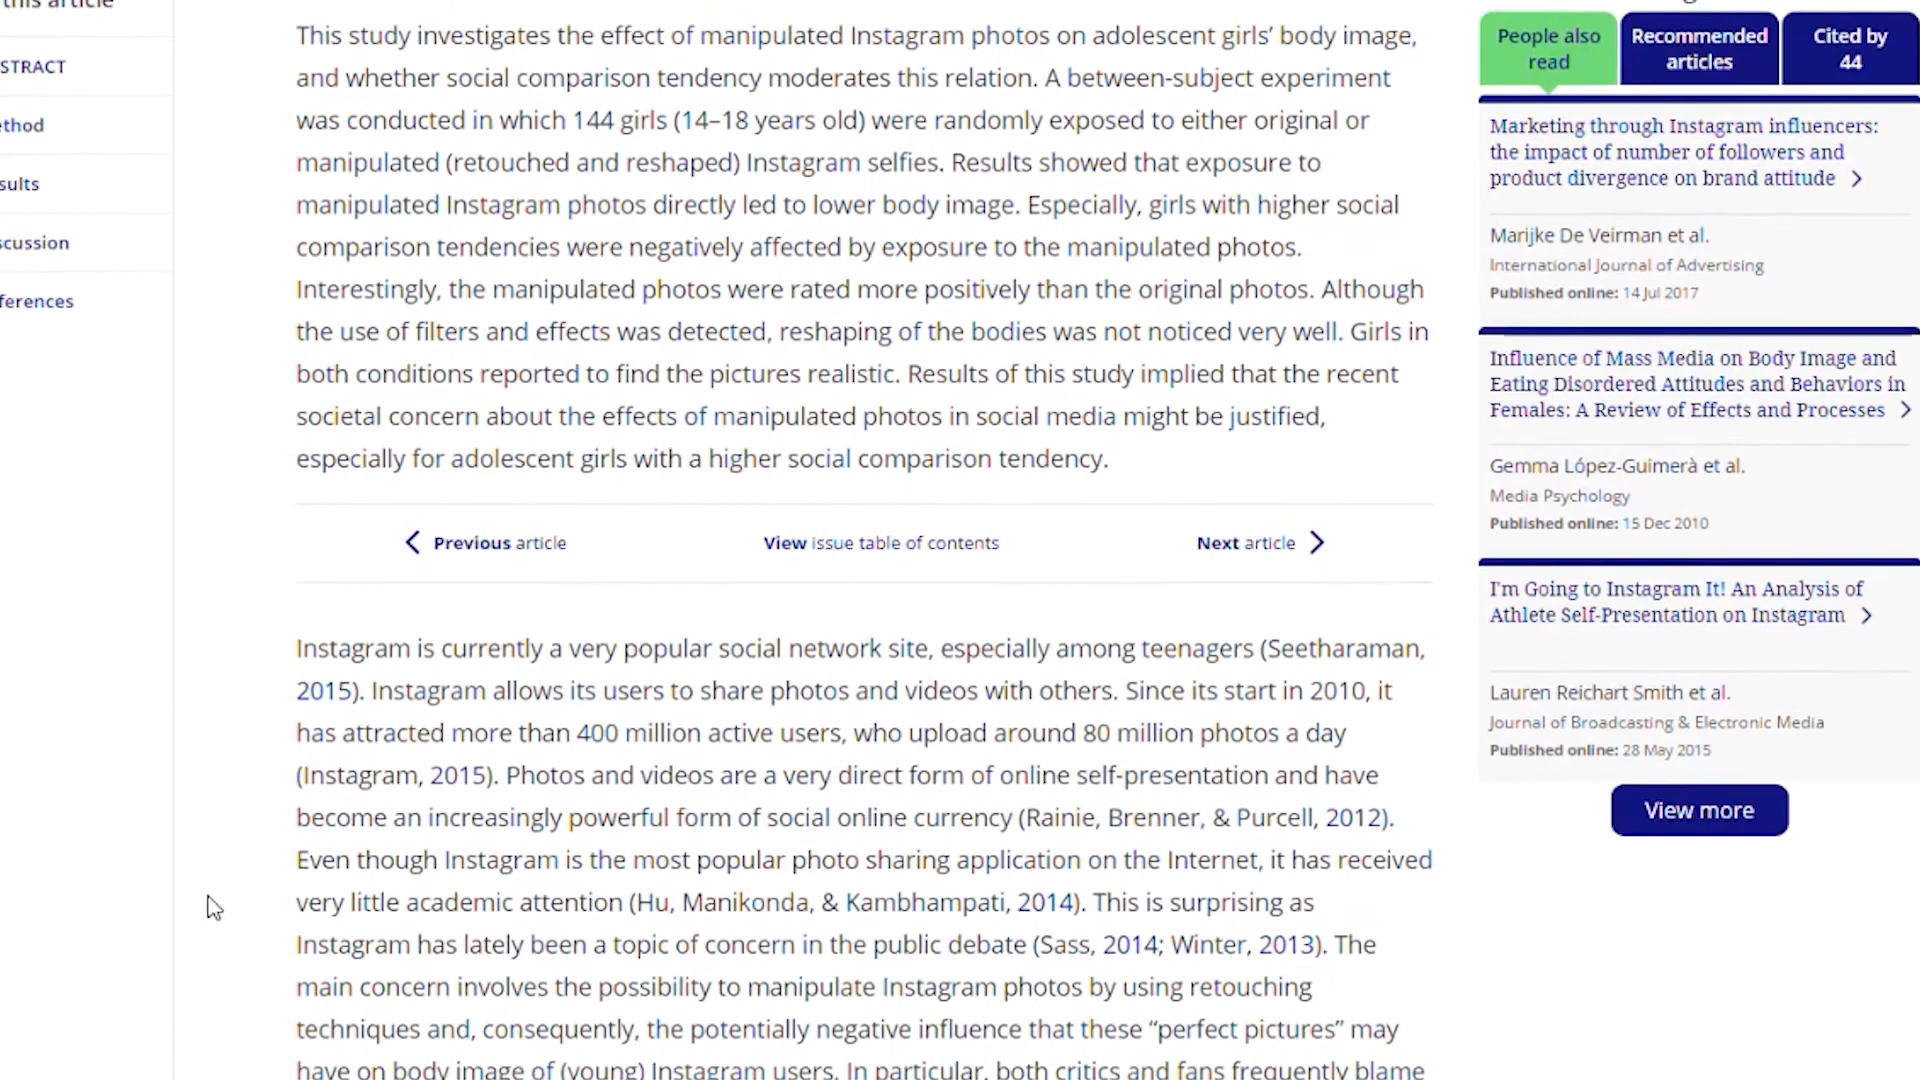 this article
STRACT
ethod
sults
scussion
ferences
This study investigates the effect of manipulated Instagram photos on adolescent girls’ body image,
and whether social comparison tendency moderates this relation. A between-subject experiment
was conducted in which 144 girls (14–18 years old) were randomly exposed to either original or
manipulated (retouched and reshaped) Instagram selfies. Results showed that exposure to
manipulated Instagram photos directly led to lower body image. Especially, girls with higher social
comparison tendencies were negatively affected by exposure to the manipulated photos.
Interestingly, the manipulated photos were rated more positively than the original photos. Although
the use of filters and effects was detected, reshaping of the bodies was not noticed very well. Girls in
both conditions reported to find the pictures realistic. Results of this study implied that the recent
societal concern about the effects of manipulated photos in social media might be justified,
especially for adolescent girls with a higher social comparison tendency.
Previous article
View issue table of contents
Next article
Instagram is currently a very popular social network site, especially among teenagers (Seetharaman,
2015). Instagram allows its users to share photos and videos with others. Since its start in 2010, it
has attracted more than 400 million active users, who upload around 80 million photos a day
(Instagram, 2015). Photos and videos are a very direct form of online self-presentation and have
become an increasingly powerful form of social online currency (Rainie, Brenner, & Purcell, 2012).
Even though Instagram is the most popular photo sharing application on the Internet, it has received
very little academic attention (Hu, Manikonda, & Kambhampati, 2014). This is surprising as
Instagram has lately been a topic of concern in the public debate (Sass, 2014; Winter, 2013). The
main concern involves the possibility to manipulate Instagram photos by using retouching
techniques and, consequently, the potentially negative influence that these “perfect pictures” may
have on body image of (young) Instagram users. In particular, both critics and fans frequently blame
People also
read
Recommended
articles
Cited by
44
Marketing through Instagram influencers:
the impact of number of followers and
product divergence on brand attitude
Marijke De Veirman et al.
International Journal of Advertising
Published online: 14 Jul 2017
Influence of Mass Media on Body Image and
Eating Disordered Attitudes and Behaviors in
Females: A Review of Effects and Processes
Gemma López-Guimerà et al.
Media Psychology
Published online: 15 Dec 2010
I'm Going to Instagram It! An Analysis of
Athlete Self-Presentation on Instagram
Lauren Reichart Smith et al.
Journal of Broadcasting & Electronic Media
Published online: 28 May 2015
View more